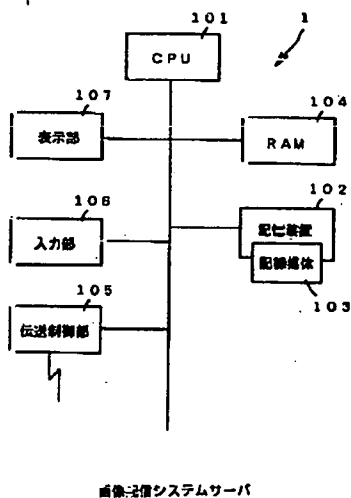 101
1
CPU
107
104
表示部
RAM
106
102
入力部
記憶装置
記録媒体
105
103
伝送制御部
画像配信システムサーバ